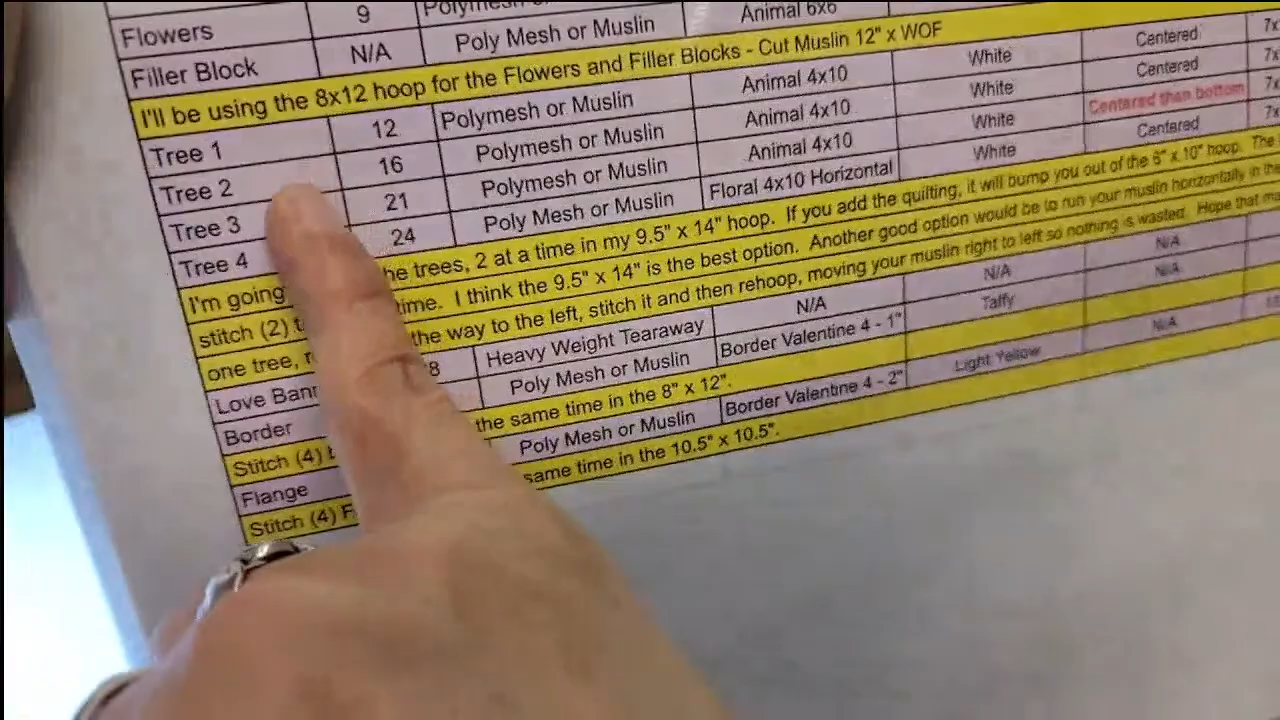 Flowers 9 Polymesh
Filler Block N/A Poly Mesh or Muslin Animal 6x6
I'll be using the 8x12 hoop for the Flowers and Filler Blocks - Cut Muslin 12" x WOF
Tree 1 12 Polymesh or Muslin Animal 4x10 White Centered 7x
Tree 2 16 Polymesh or Muslin Animal 4x10 White Centered 7x
Tree 3 21 Polymesh or Muslin Animal 4x10 White Centered than bottom 7x
Tree 4 24 Poly Mesh or Muslin Floral 4x10 Horizontal White Centered 7x
I'm going he trees, 2 at a time in my 9.5" x 14" hoop. If you add the quilting, it will bump you out of the 6" x 10" hoop. The
stitch (2) time. I think the 9.5" x 14" is the best option. Another good option would be to run your muslin horizontally in the
one tree, the way to the left, stitch it and then rehoop, moving your muslin right to left so nothing is wasted. Hope that ma
Love Bann 8 Heavy Weight Tearaway N/A N/A N/A
Border Poly Mesh or Muslin Border Valentine 4 - 1" Taffy N/A
Stitch (4) the same time in the 8" x 12".
Flange Poly Mesh or Muslin Border Valentine 4 - 2" Light Yellow N/A
Stitch (4) F same time in the 10.5" x 10.5".